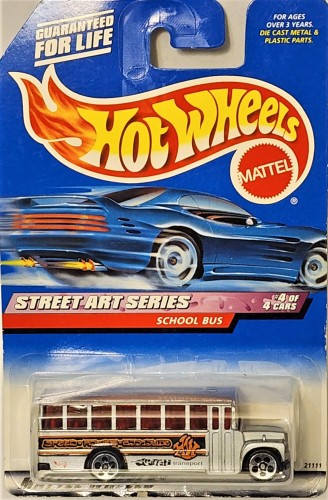 GUARANTEED
FOR LIFE
FOR AGES
OVER 3 YEARS.
DIE CAST METAL &
PLASTIC PARTS.
HOT WHEELS
MATTEL
®
STREET ART SERIES
#4 OF
4 CARS
SCHOOL BUS
transport
21111